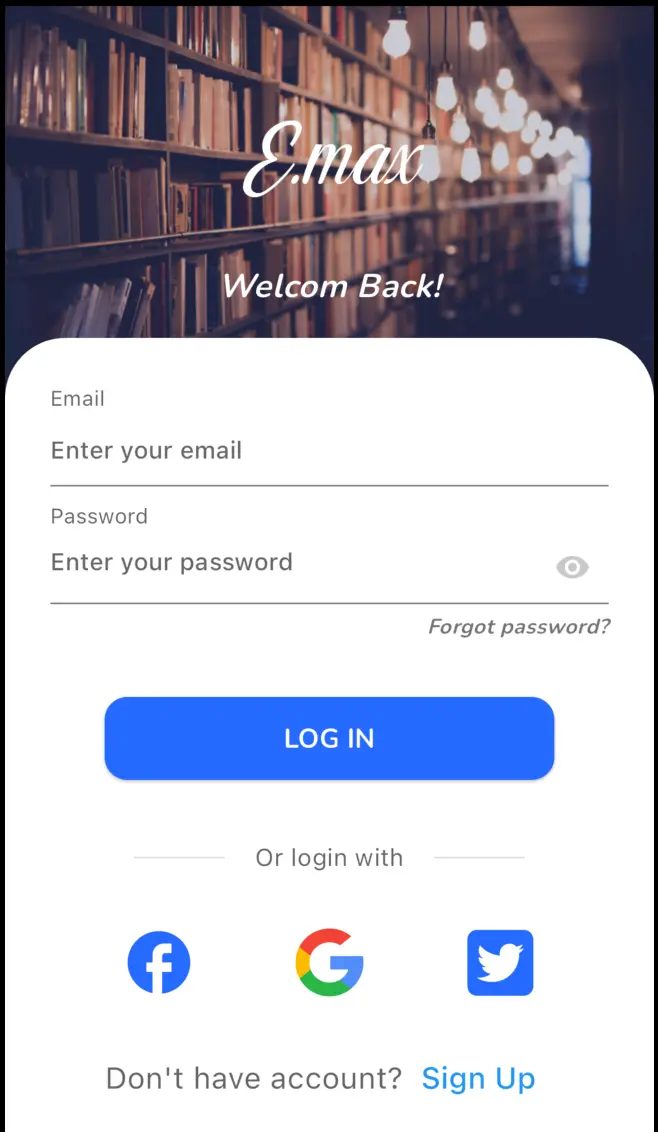 E.max
Welcom Back!
Email
Enter your email
Password
Enter your password
Forgot password?
LOG IN
Or login with
Don't have account? Sign Up